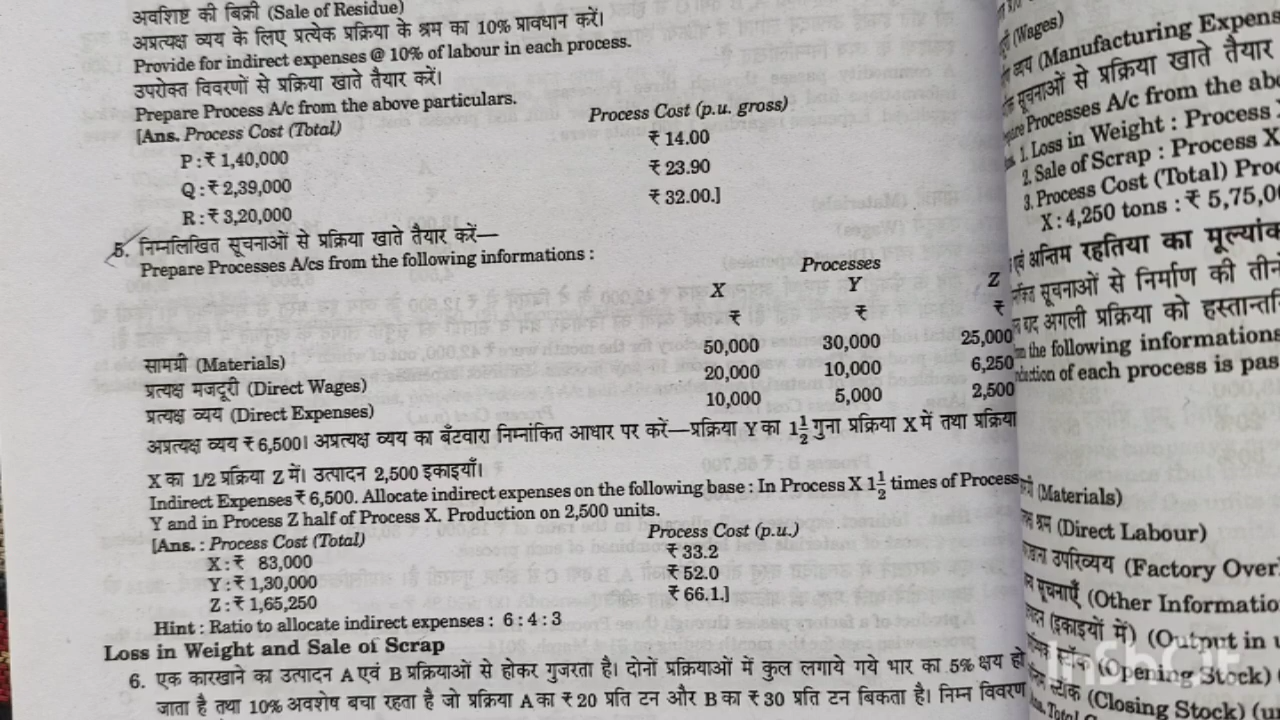 अवशिष्ट की बिक्री (Sale of Residue)
अप्रत्यक्ष व्यय के लिए प्रत्येक प्रक्रिया के श्रम का 10% प्रावधान करें।
Provide for indirect expenses @ 10% of labour in each process.
उपरोक्त विवरणों से प्रक्रिया खाते तैयार करें।
Prepare Process A/c from the above particulars.
[Ans. Process Cost (Total) Process Cost (p.u. gross)
P : ₹ 1,40,000 ₹ 14.00
Q : ₹ 2,39,000 ₹ 23.90
R : ₹ 3,20,000 ₹ 32.00.]
5. निम्नलिखित सूचनाओं से प्रक्रिया खाते तैयार करें—
Prepare Processes A/cs from the following informations :
Processes
X Y Z
₹ ₹ ₹
सामग्री (Materials) 50,000 30,000 25,000
प्रत्यक्ष मजदूरी (Direct Wages) 20,000 10,000 6,250
प्रत्यक्ष व्यय (Direct Expenses) 10,000 5,000 2,500
अप्रत्यक्ष व्यय ₹ 6,500। अप्रत्यक्ष व्यय का बँटवारा निम्नांकित आधार पर करें—प्रक्रिया Y का 1½ गुना प्रक्रिया X में तथा प्रक्रिया
X का 1/2 प्रक्रिया Z में। उत्पादन 2,500 इकाइयाँ।
Indirect Expenses ₹ 6,500. Allocate indirect expenses on the following base : In Process X 1½ times of Process
Y and in Process Z half of Process X. Production on 2,500 units.
[Ans. : Process Cost (Total) Process Cost (p.u.)
X : ₹ 83,000 ₹ 33.2
Y : ₹ 1,30,000 ₹ 52.0
Z : ₹ 1,65,250 ₹ 66.1.]
Hint : Ratio to allocate indirect expenses : 6 : 4 : 3
Loss in Weight and Sale of Scrap
6. एक कारखाने का उत्पादन A एवं B प्रक्रियाओं से होकर गुजरता है। दोनों प्रक्रियाओं में कुल लगाये गये भार का 5% क्षय हो
जाता है तथा 10% अवशेष बचा रहता है जो प्रक्रिया A का ₹ 20 प्रति टन और B का ₹ 30 प्रति टन बिकता है। निम्न विवरण
(Wages)
व्यय (Manufacturing Expens
सूचनाओं से प्रक्रिया खाते तैयार
Processes A/c from the abo
1. Loss in Weight : Process
2. Sale of Scrap : Process X
3. Process Cost (Total) Proc
X : 4,250 tons : ₹ 5,75,0
एवं अन्तिम रहतिया का मूल्यांक
सूचनाओं से निर्माण की तीन
अगली प्रक्रिया को हस्तान्तरि
the following informations
of each process is pas
(Materials)
श्रम (Direct Labour)
उपरिव्यय (Factory Over
सूचनाएँ (Other Informatio
(इकाइयों में) (Output in u
(Opening Stock) (
स्टॉक (Closing Stock) (un